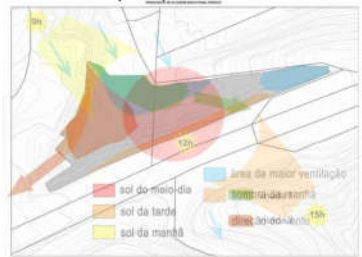 9h
12h
15h
sol do meio-dia
sol da tarde
sol da manhã
área da maior ventilação
sombra da manhã
direção do vento